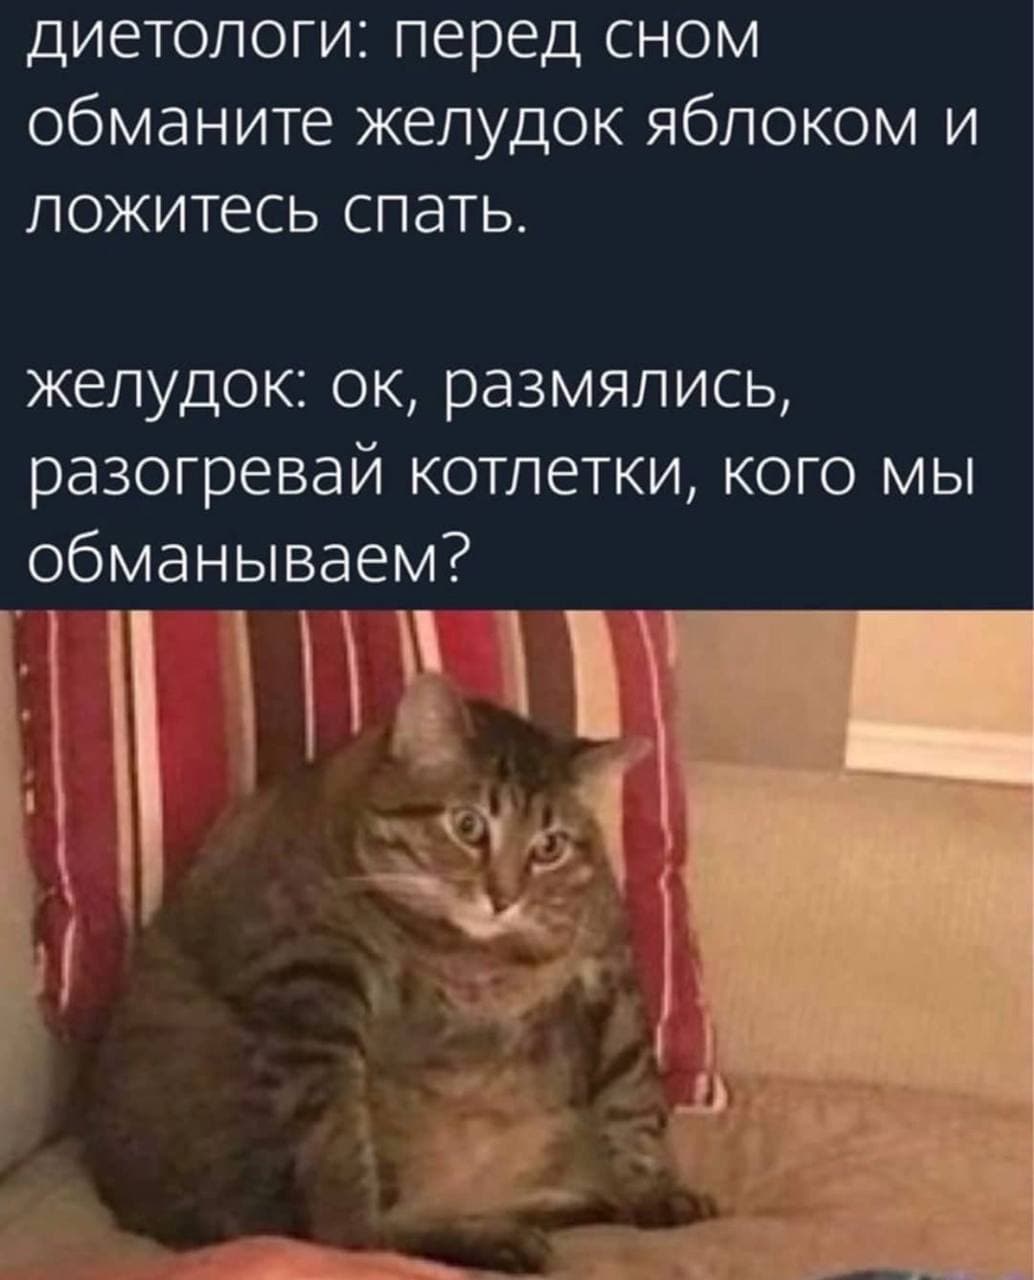 диетологи: перед сном
обманите желудок яблоком и
ложитесь спать.
желудок: ок, размялись,
разогревай котлетки, кого мы
обманываем?